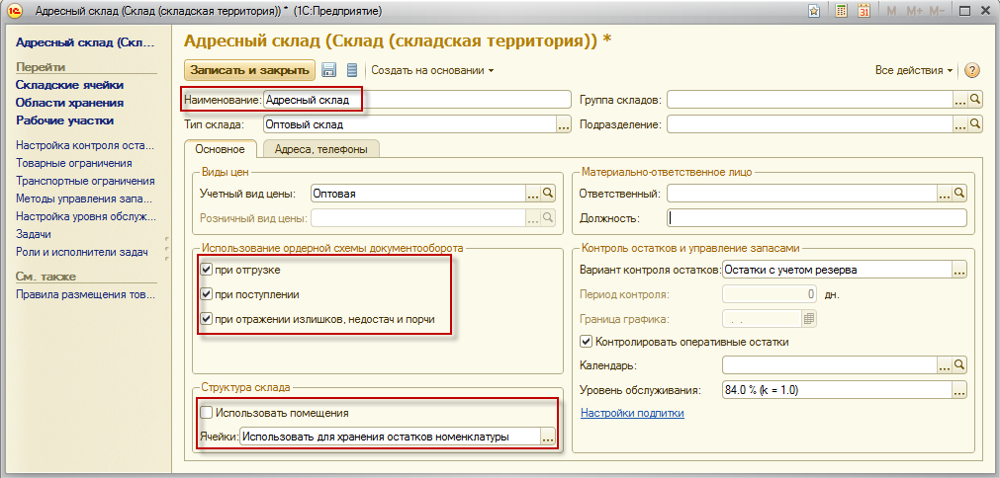 Адресный склад (Склад (складская территория)) * (1С:Предприятие)
M M+ M-
Адресный склад (Скл...
Перейти
Складские ячейки
Области хранения
Рабочие участки
Настройка контроля оста...
Товарные ограничения
Транспортные ограничения
Методы управления запа...
Настройка уровня обслуж...
Задачи
Роли и исполнители задач
См. также
Правила размещения тов...
Адресный склад (Склад (складская территория)) *
Записать и закрыть
Создать на основании
Все действия
Наименование: Адресный склад
Группа складов:
Тип склада: Оптовый склад
Подразделение:
Основное
Адреса, телефоны
Виды цен
Учетный вид цены: Оптовая
Розничный вид цены:
Материально-ответственное лицо
Ответственный:
Должность:
Использование ордерной схемы документооборота
при отгрузке
при поступлении
при отражении излишков, недостач и порчи
Контроль остатков и управление запасами
Вариант контроля остатков: Остатки с учетом резерва
Период контроля: 0 дн.
Граница графика: . .
Контролировать оперативные остатки
Календарь:
Уровень обслуживания: 84.0 % (k = 1.0)
Настройки подпитки
Структура склада
Использовать помещения
Ячейки: Использовать для хранения остатков номенклатуры